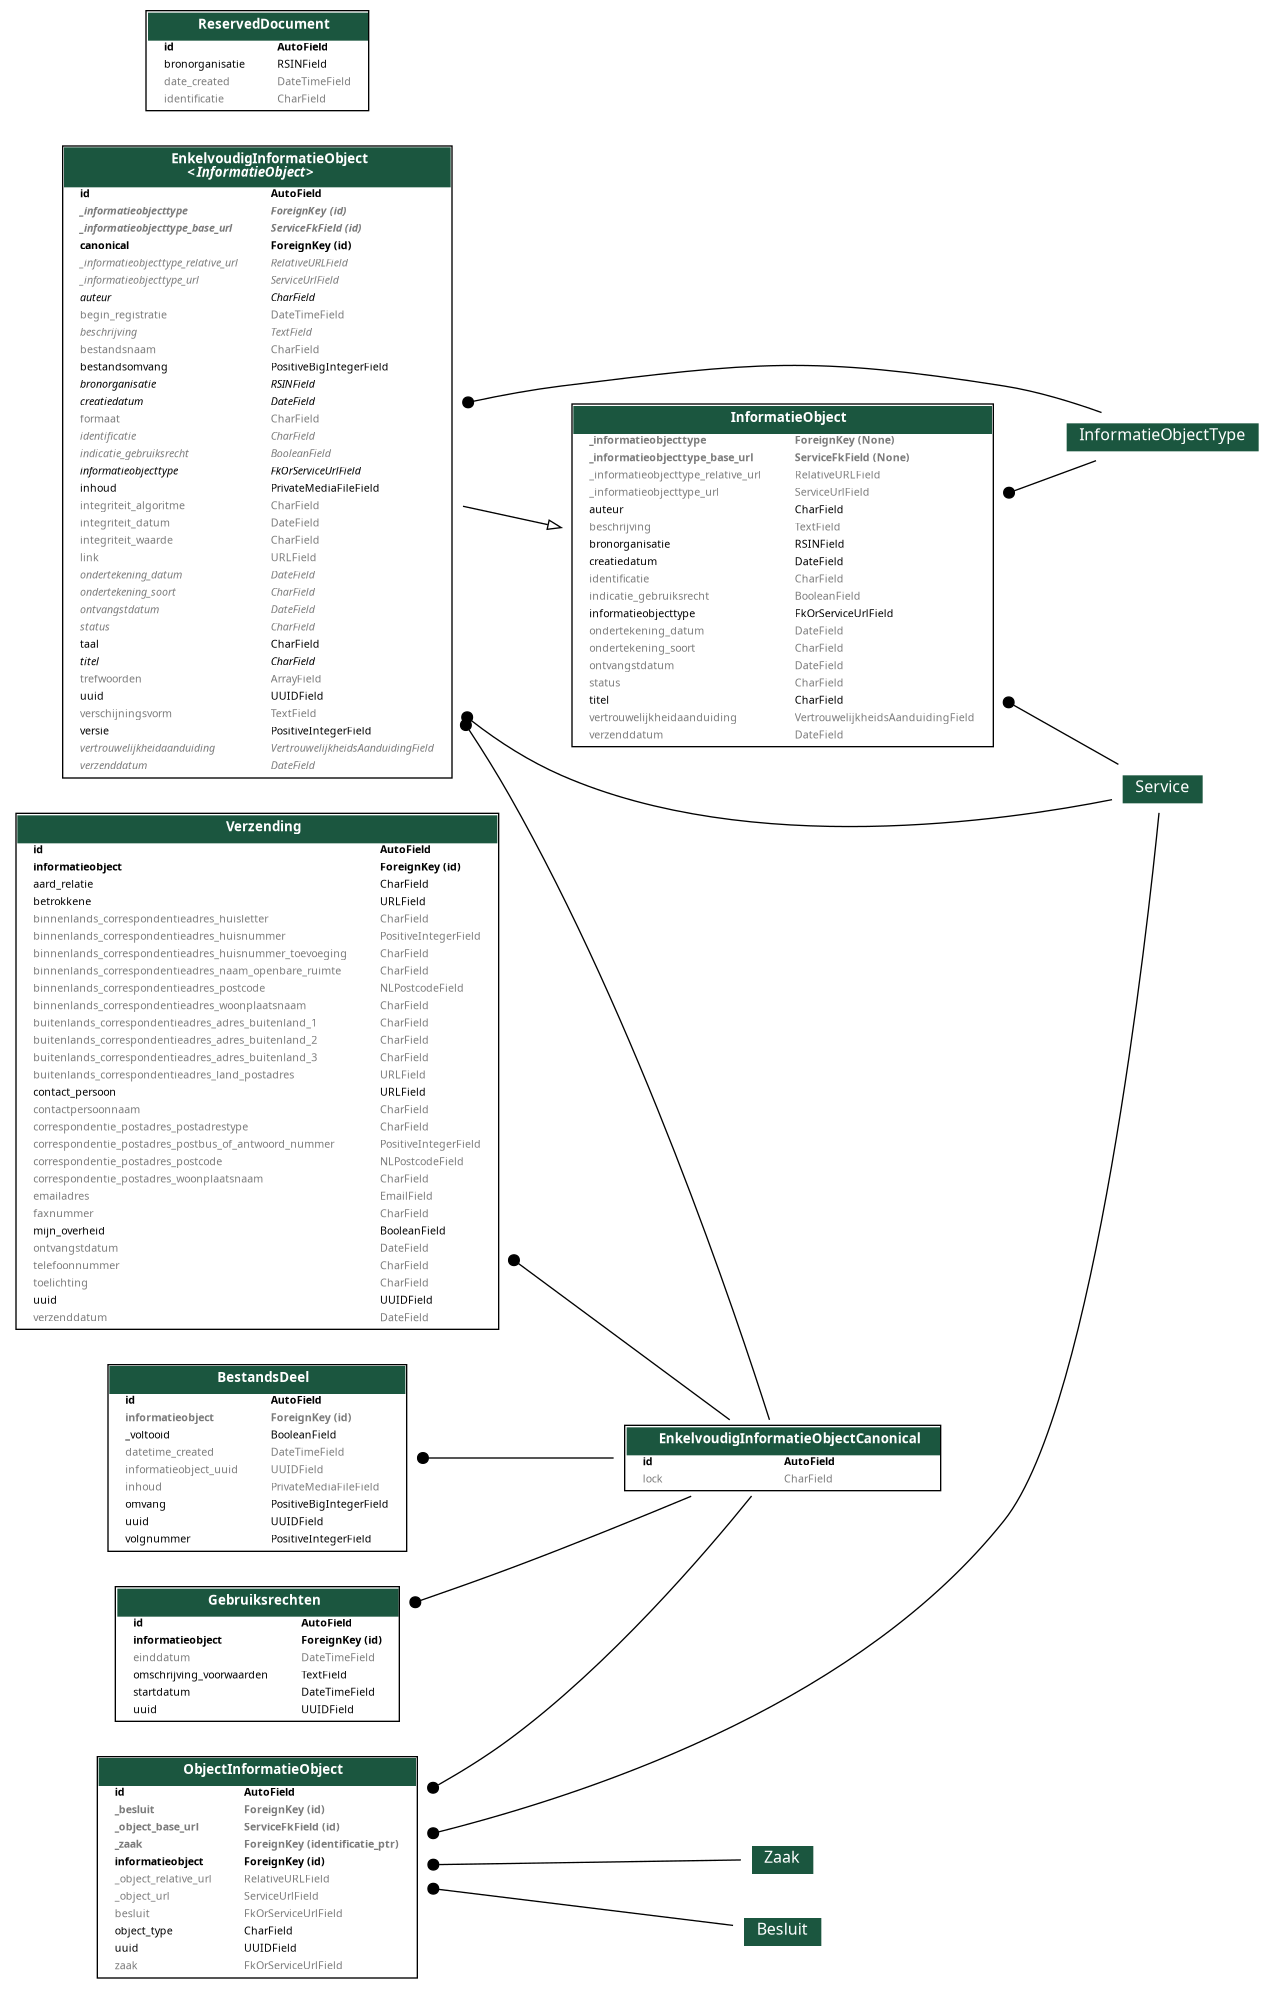 ReservedDocument
id AutoField
bronorganisatie RSINField
date_created DateTimeField
identificatie CharField
EnkelvoudigInformatieObject
<InformatieObject>
id AutoField
_informatieobjecttype ForeignKey (id)
_informatieobjecttype_base_url ServiceFkField (id)
canonical ForeignKey (id)
_informatieobjecttype_relative_url RelativeURLField
_informatieobjecttype_url ServiceUrlField
auteur CharField
begin_registratie DateTimeField
beschrijving TextField
bestandsnaam CharField
bestandsomvang PositiveBigIntegerField
bronorganisatie RSINField
creatiedatum DateField
formaat CharField
identificatie CharField
indicatie_gebruiksrecht BooleanField
informatieobjecttype FkOrServiceUrlField
inhoud PrivateMediaFileField
integriteit_algoritme CharField
integriteit_datum DateField
integriteit_waarde CharField
link URLField
ondertekening_datum DateField
ondertekening_soort CharField
ontvangstdatum DateField
status CharField
taal CharField
titel CharField
trefwoorden ArrayField
uuid UUIDField
verschijningsvorm TextField
versie PositiveIntegerField
vertrouwelijkheidaanduiding VertrouwelijkheidsAanduidingField
verzenddatum DateField
InformatieObject
_informatieobjecttype ForeignKey (None)
_informatieobjecttype_base_url ServiceFkField (None)
_informatieobjecttype_relative_url RelativeURLField
_informatieobjecttype_url ServiceUrlField
auteur CharField
beschrijving TextField
bronorganisatie RSINField
creatiedatum DateField
identificatie CharField
indicatie_gebruiksrecht BooleanField
informatieobjecttype FkOrServiceUrlField
ondertekening_datum DateField
ondertekening_soort CharField
ontvangstdatum DateField
status CharField
titel CharField
vertrouwelijkheidaanduiding VertrouwelijkheidsAanduidingField
verzenddatum DateField
InformatieObjectType
Service
Verzending
id AutoField
informatieobject ForeignKey (id)
aard_relatie CharField
betrokkene URLField
binnenlands_correspondentieadres_huisletter CharField
binnenlands_correspondentieadres_huisnummer PositiveIntegerField
binnenlands_correspondentieadres_huisnummer_toevoeging CharField
binnenlands_correspondentieadres_naam_openbare_ruimte CharField
binnenlands_correspondentieadres_postcode NLPostcodeField
binnenlands_correspondentieadres_woonplaatsnaam CharField
buitenlands_correspondentieadres_adres_buitenland_1 CharField
buitenlands_correspondentieadres_adres_buitenland_2 CharField
buitenlands_correspondentieadres_adres_buitenland_3 CharField
buitenlands_correspondentieadres_land_postadres URLField
contact_persoon URLField
contactpersoonnaam CharField
correspondentie_postadres_postadrestype CharField
correspondentie_postadres_postbus_of_antwoord_nummer PositiveIntegerField
correspondentie_postadres_postcode NLPostcodeField
correspondentie_postadres_woonplaatsnaam CharField
emailadres EmailField
faxnummer CharField
mijn_overheid BooleanField
ontvangstdatum DateField
telefoonnummer CharField
toelichting CharField
uuid UUIDField
verzenddatum DateField
BestandsDeel
id AutoField
informatieobject ForeignKey (id)
_voltooid BooleanField
datetime_created DateTimeField
informatieobject_uuid UUIDField
inhoud PrivateMediaFileField
omvang PositiveBigIntegerField
uuid UUIDField
volgnummer PositiveIntegerField
EnkelvoudigInformatieObjectCanonical
id AutoField
lock CharField
Gebruiksrechten
id AutoField
informatieobject ForeignKey (id)
einddatum DateTimeField
omschrijving_voorwaarden TextField
startdatum DateTimeField
uuid UUIDField
ObjectInformatieObject
id AutoField
_besluit ForeignKey (id)
_object_base_url ServiceFkField (id)
_zaak ForeignKey (identificatie_ptr)
informatieobject ForeignKey (id)
_object_relative_url RelativeURLField
_object_url ServiceUrlField
besluit FkOrServiceUrlField
object_type CharField
uuid UUIDField
zaak FkOrServiceUrlField
Zaak
Besluit